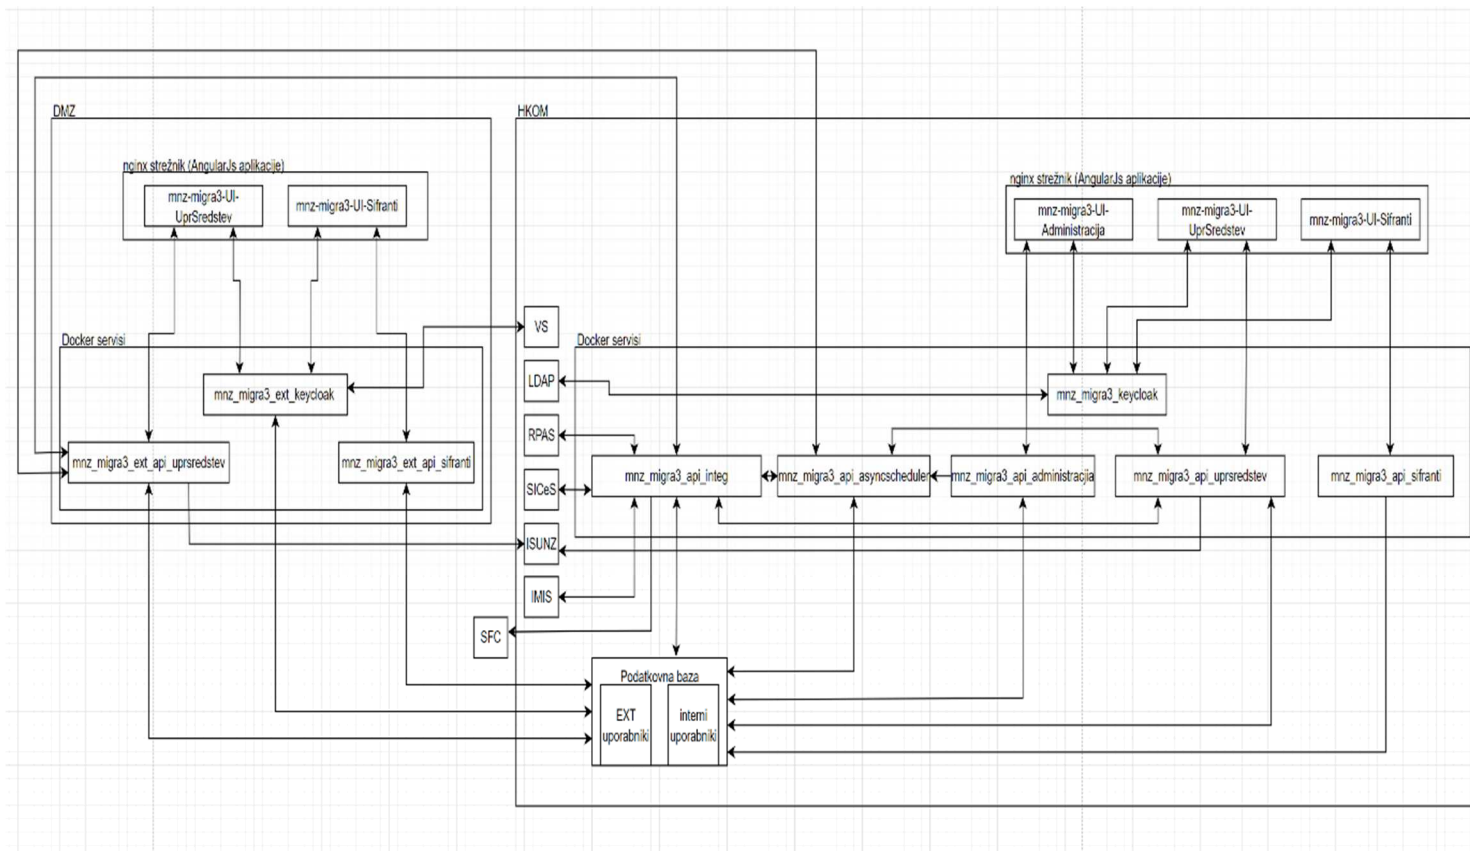 DMZ
HKOM
nginx strežnik (AngularJs aplikacije)
mnz-migra3-UI-
UprSredstev
mnz-migra3-UI-Sifranti
nginx strežnik (AngularJs aplikacije)
mnz-migra3-UI-
Administracija
mnz-migra3-UI-
UprSredstev
mnz-migra3-UI-Sifranti
Docker servisi
mnz_migra3_ext_keycloak
mnz_migra3_ext_api_uprsredstev
mnz_migra3_ext_api_sifranti
VS
LDAP
RPAS
SICeS
ISUNZ
IMIS
SFC
Docker servisi
mnz_migra3_keycloak
mnz_migra3_api_integ
mnz_migra3_api_asyncscheduler
mnz_migra3_api_administracija
mnz_migra3_api_uprsredstev
mnz_migra3_api_sifranti
Podatkovna baza
EXT
uporabniki
interni
uporabniki